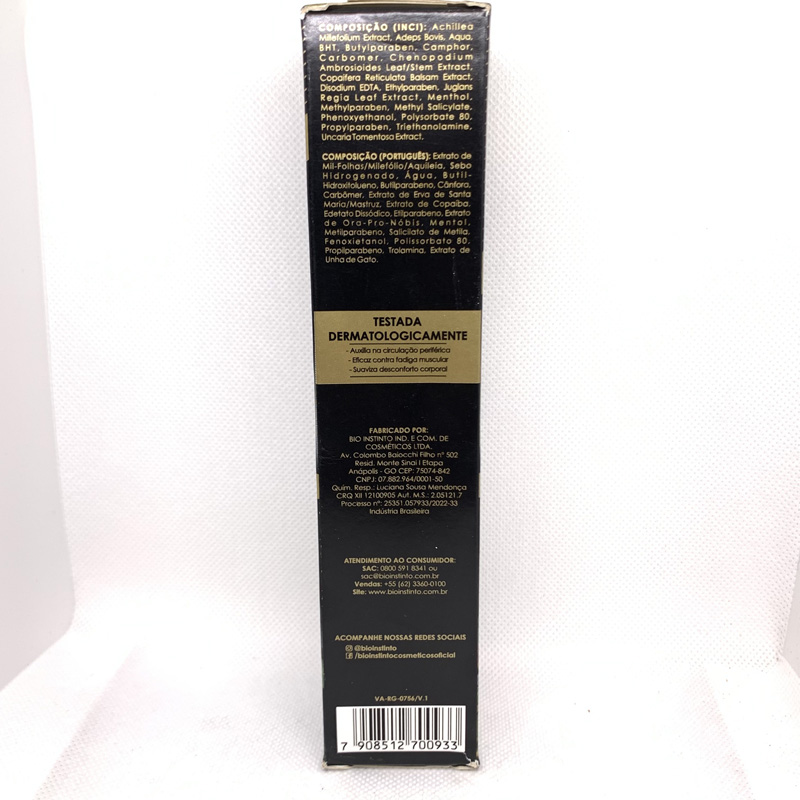 COMPOSIÇÃO (INCI): Achillea
Millefolium Extract, Adeps Bovis, Aqua,
BHT, Butylparaben, Camphor,
Carbomer, Chenopodium
Ambrosioides Leaf/Stem Extract,
Copaifera Reticulata Balsam Extract,
Disodium EDTA, Ethylparaben, Juglans
Regia Leaf Extract, Menthol,
Methylparaben, Methyl Salicylate,
Phenoxyethanol, Polysorbate 80,
Propylparaben, Triethanolamine,
Uncaria Tomentosa Extract.
COMPOSIÇÃO (PORTUGUÊS): Extrato de
Mil-Folhas/Milefólio/Aquileia, Sebo
Hidrogenado, Água, Butil-
Hidroxitolueno, Butilparabeno, Cânfora,
Carbômer, Extrato de Erva de Santa
Maria/Mastruz, Extrato de Copaíba,
Edetato Dissódico, Etilparabeno, Extrato
de Ora-Pro-Nóbis, Mentol,
Metilparabeno, Salicilato de Metila,
Fenoxietanol, Polissorbato 80,
Propilparabeno, Trolamina, Extrato de
Unha de Gato.
TESTADA
DERMATOLOGICAMENTE
- Auxilia na circulação periférica
- Eficaz contra fadiga muscular
- Suaviza desconforto corporal
FABRICADO POR:
BIO INSTINTO IND. E COM. DE
COSMÉTICOS LTDA.
Av. Colombo Baiocchi Filho nº 502
Resid. Monte Sinai I Etapa
Anápolis - GO CEP: 75074-842
CNPJ: 07.882.964/0001-50
Quím. Resp.: Luciana Sousa Mendonça
CRQ XII 12100905 Aut. M.S.: 2.05121.7
Processo nº: 25351.057933/2022-33
Indústria Brasileira
ATENDIMENTO AO CONSUMIDOR:
SAC: 0800 591 8341 ou
sac@bioinstinto.com.br
Vendas: +55 (62) 3360-0100
Site: www.bioinstinto.com.br
ACOMPANHE NOSSAS REDES SOCIAIS
@bioinstinto
/bioinstintocosmeticosoficial
VA-RG-0756/V.1
7 908512 700933